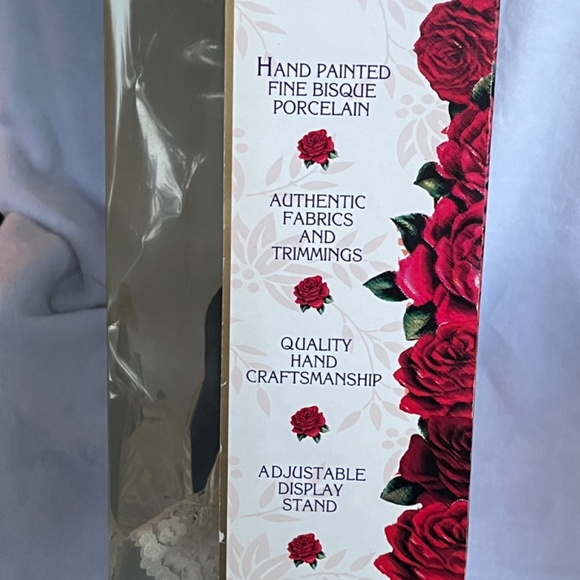 HAND PAINTED
FINE BISQUE
PORCELAIN
AUTHENTIC
FABRICS
AND
TRIMMINGS
QUALITY
HAND
CRAFTSMANSHIP
ADJUSTABLE
DISPLAY
STAND